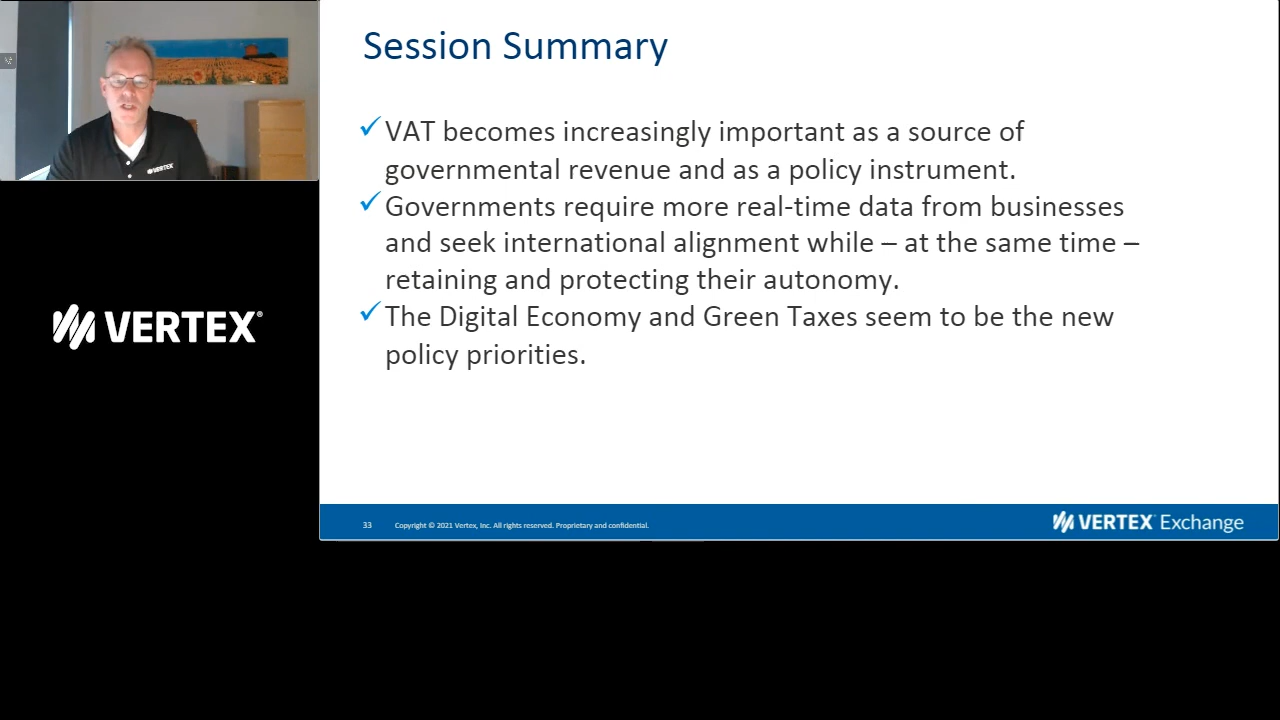 Session Summary
VAT becomes increasingly important as a source of
governmental revenue and as a policy instrument.
Governments require more real-time data from businesses
and seek international alignment while – at the same time –
retaining and protecting their autonomy.
The Digital Economy and Green Taxes seem to be the new
policy priorities.
VERTEX
VERTEX®
33 Copyright © 2021 Vertex, Inc. All rights reserved. Proprietary and confidential.
VERTEX Exchange